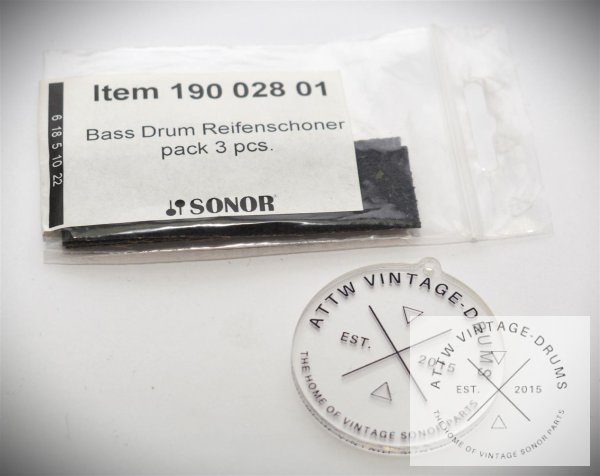 Item 190 028 01
Bass Drum Reifenschoner
pack 3 pcs.
SONOR
6 18 5 10 22
ATTW VINTAGE-DRUMS
EST. 2015
THE HOME OF VINTAGE SONOR PARTS
ATTW VINTAGE-DRUMS
EST. 2015
THE HOME OF VINTAGE SONOR PARTS